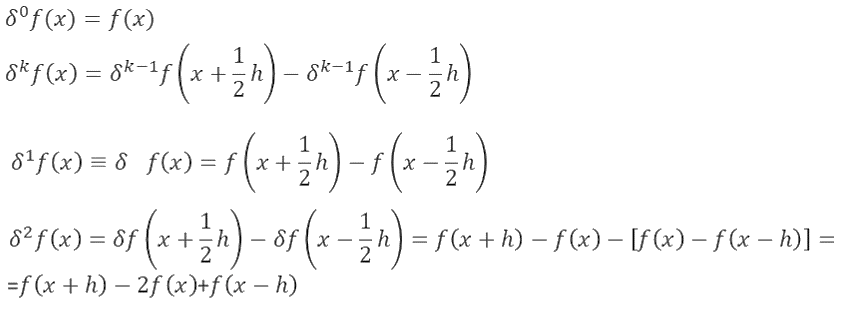 δ⁰f(x) = f(x)
δᵏf(x) = δᵏ⁻¹f(x + 1/2 h) − δᵏ⁻¹f(x − 1/2 h)
δ¹f(x) ≡ δ f(x) = f(x + 1/2 h) − f(x − 1/2 h)
δ²f(x) = δf(x + 1/2 h) − δf(x − 1/2 h) = f(x + h) − f(x) − [f(x) − f(x − h)] =
=f(x + h) − 2f(x)+f(x − h)